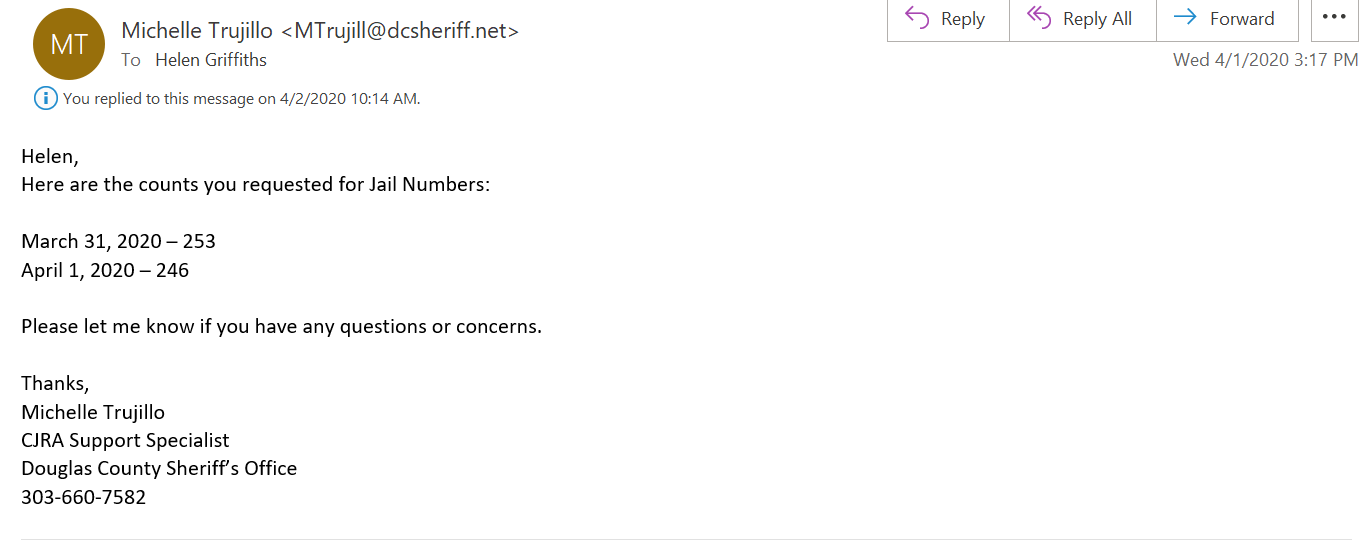 MT
Michelle Trujillo <MTrujill@dcsheriff.net>
To Helen Griffiths
Reply
Reply All
Forward
Wed 4/1/2020 3:17 PM
You replied to this message on 4/2/2020 10:14 AM.
Helen,
Here are the counts you requested for Jail Numbers:
March 31, 2020 – 253
April 1, 2020 – 246
Please let me know if you have any questions or concerns.
Thanks,
Michelle Trujillo
CJRA Support Specialist
Douglas County Sheriff’s Office
303-660-7582